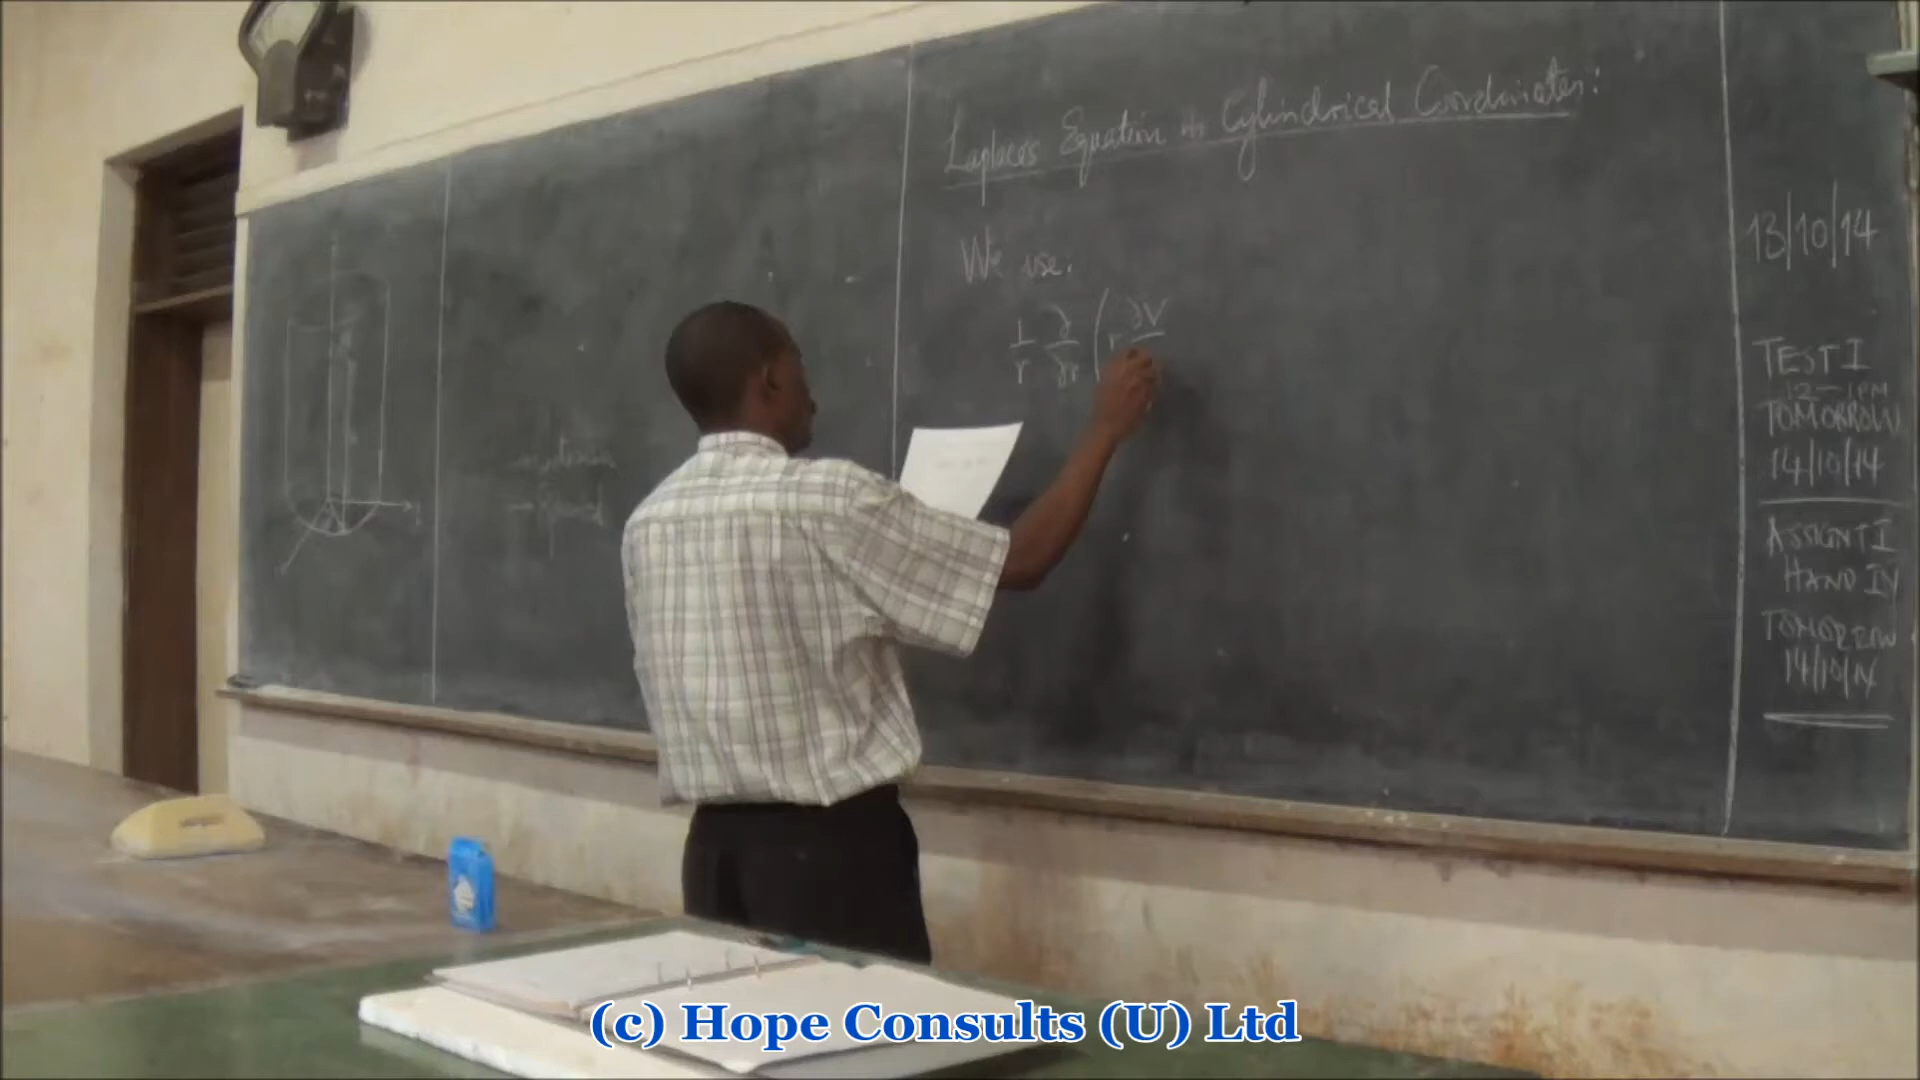 Laplaces Equation in Cylindrical Coordinates:
We use:
1/r ∂/∂r (r ∂V
13/10/14
TEST I
12-1PM
TOMORROW
14/10/14
ASSIGNT I
HAND IN
TOMORROW
14/10/14
(c) Hope Consults (U) Ltd